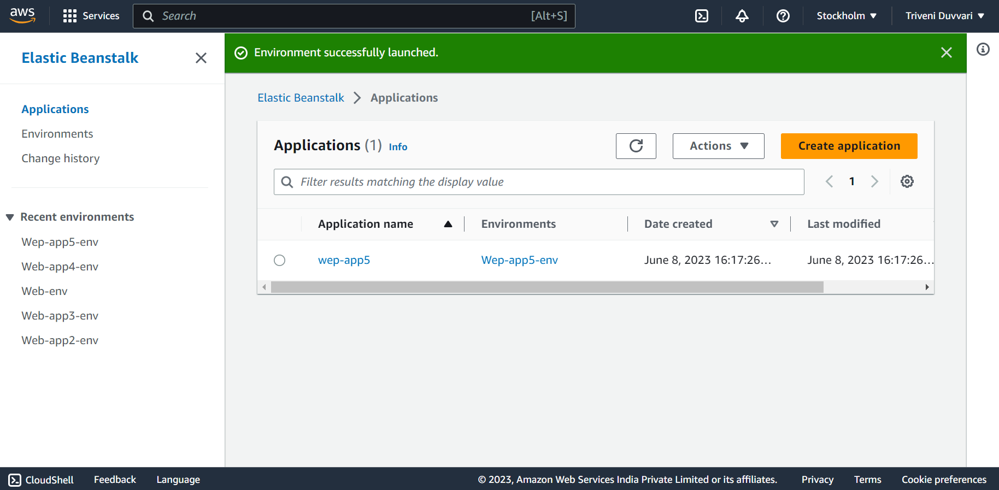 aws
Services
Search [Alt+S]
Stockholm
Triveni Duvvari
Elastic Beanstalk
Applications
Environments
Change history
Recent environments
Wep-app5-env
Web-app4-env
Web-env
Web-app3-env
Web-app2-env
Environment successfully launched.
Elastic Beanstalk Applications
Applications (1) Info
Actions
Create application
Filter results matching the display value
1
Application name Environments Date created Last modified
wep-app5 Wep-app5-env June 8, 2023 16:17:26... June 8, 2023 16:17:26...
CloudShell Feedback Language © 2023, Amazon Web Services India Private Limited or its affiliates. Privacy Terms Cookie preferences